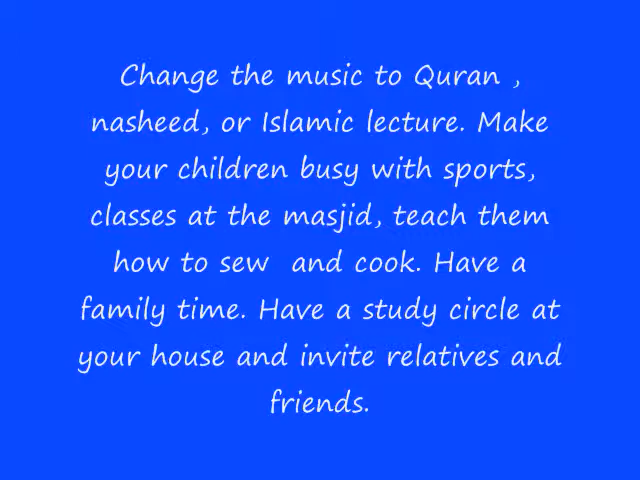 Change the music to Quran ,
nasheed, or Islamic lecture. Make
your children busy with sports,
classes at the masjid, teach them
how to sew  and cook. Have a
family time. Have a study circle at
your house and invite relatives and
friends.